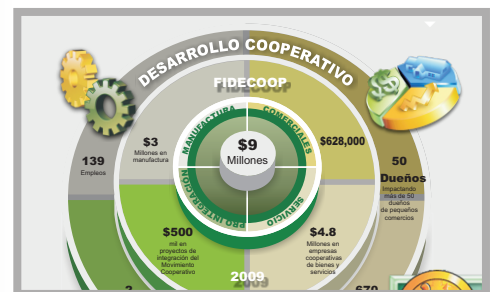 DESARROLLO COOPERATIVO
FIDECOOP
MANUFACTURA
COMERCIALES
$9
Millones
$3
Millones en
manufactura
$628,000
139
Empleos
50
Dueños
Impactando
más de 50
dueños
de pequeños
comercios
PRO INTEGRACION
SERVICIO
$500
mil en
proyectos de
integración del
Movimiento
Cooperativo
$4.8
Millones en
empresas
cooperativas
de bienes y
servicios
2009